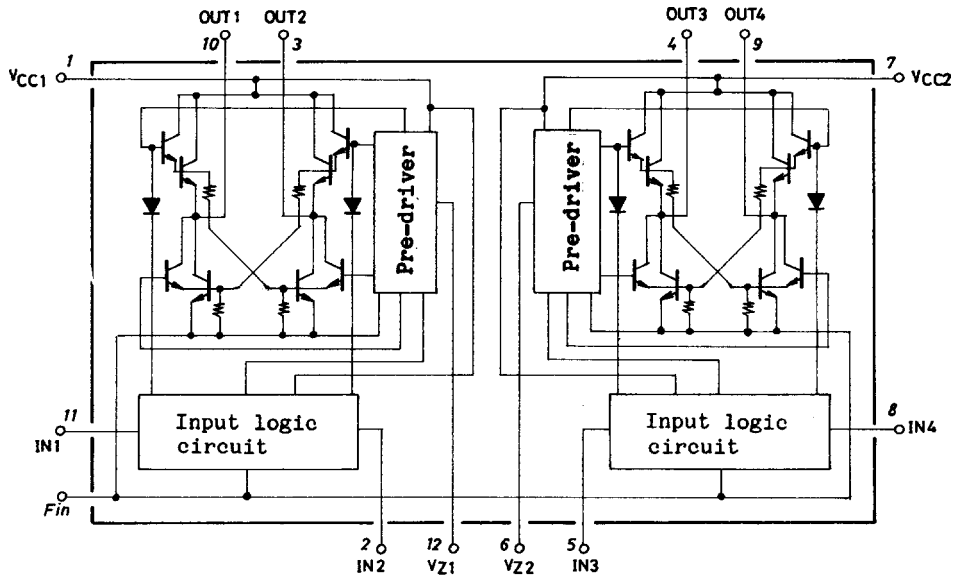 OUT1 OUT2 OUT3 OUT4
10 3 4 9
1 7
VCC1 VCC2
Pre-driver Pre-driver
11 8
Input logic circuit Input logic circuit
IN1 IN4
Fin
2 12 6 5
IN2 VZ1 VZ2 IN3